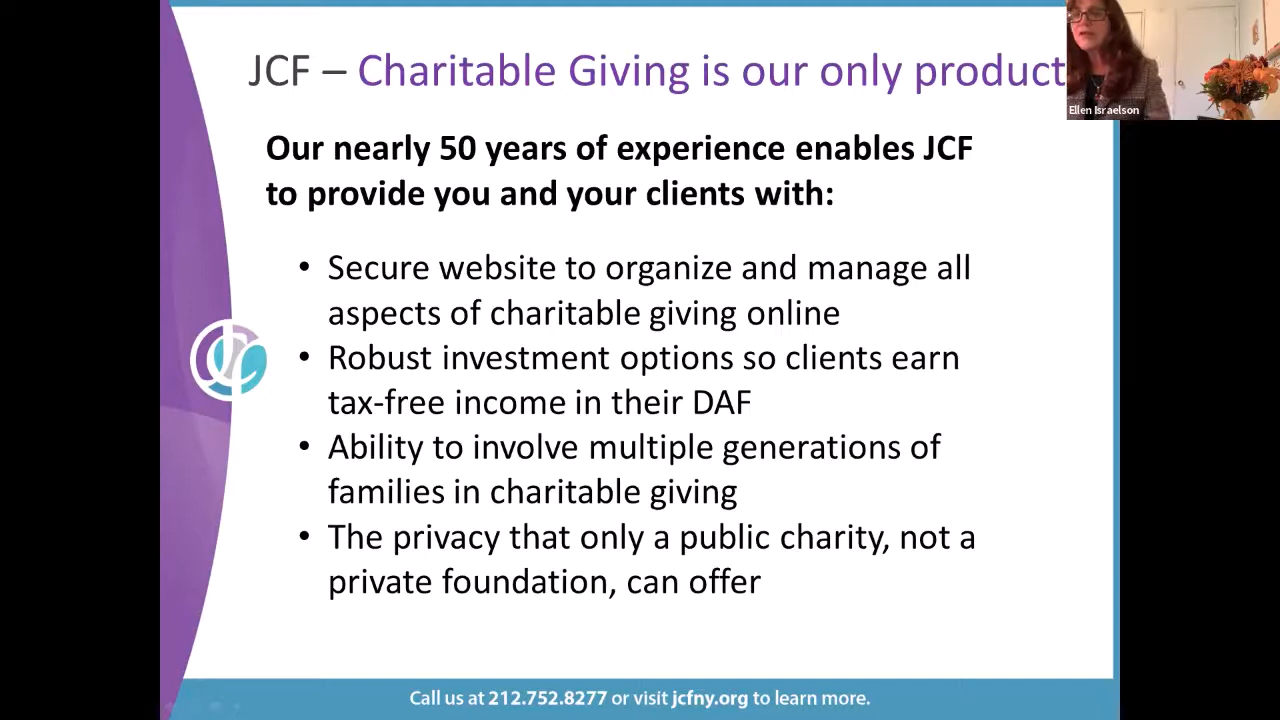 JCF – Charitable Giving is our only product
Ellen Israelson
Our nearly 50 years of experience enables JCF
to provide you and your clients with:
• Secure website to organize and manage all
aspects of charitable giving online
• Robust investment options so clients earn
tax-free income in their DAF
• Ability to involve multiple generations of
families in charitable giving
• The privacy that only a public charity, not a
private foundation, can offer
Call us at 212.752.8277 or visit jcfny.org to learn more.